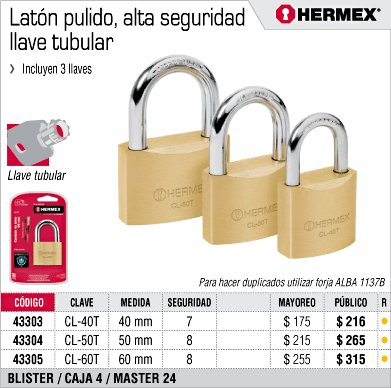 Latón pulido, alta seguridad
llave tubular
HERMEX®
› Incluyen 3 llaves
Llave tubular
HERMEX
HERMEX
CL-60T
HERMEX
CL-50T
HERMEX
CL-40T
Para hacer duplicados utilizar forja ALBA 1137B
CÓDIGO CLAVE MEDIDA SEGURIDAD MAYOREO PÚBLICO R
43303 CL-40T 40 mm 7 $ 175 $ 216
43304 CL-50T 50 mm 8 $ 215 $ 265
43305 CL-60T 60 mm 8 $ 255 $ 315
BLISTER / CAJA 4 / MASTER 24